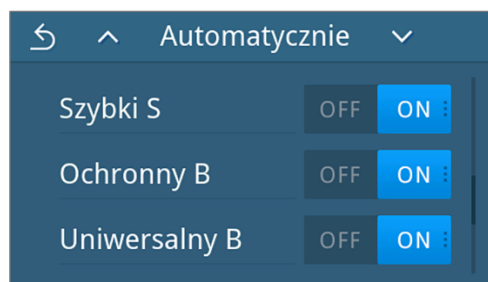 Automatycznie
Szybki S OFF ON
Ochronny B OFF ON
Uniwersalny B OFF ON